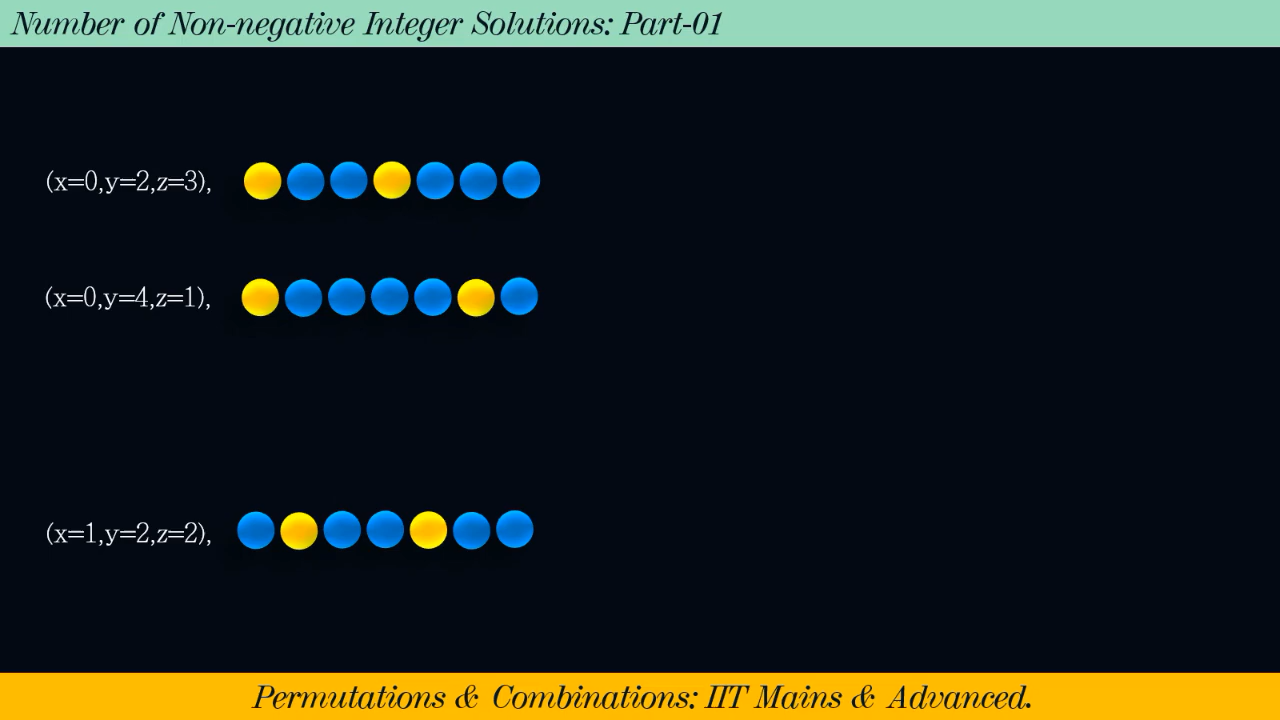 Number of Non-negative Integer Solutions: Part-01
(x=0,y=2,z=3),
(x=0,y=4,z=1),
(x=1,y=2,z=2),
Permutations & Combinations: IIT Mains & Advanced.